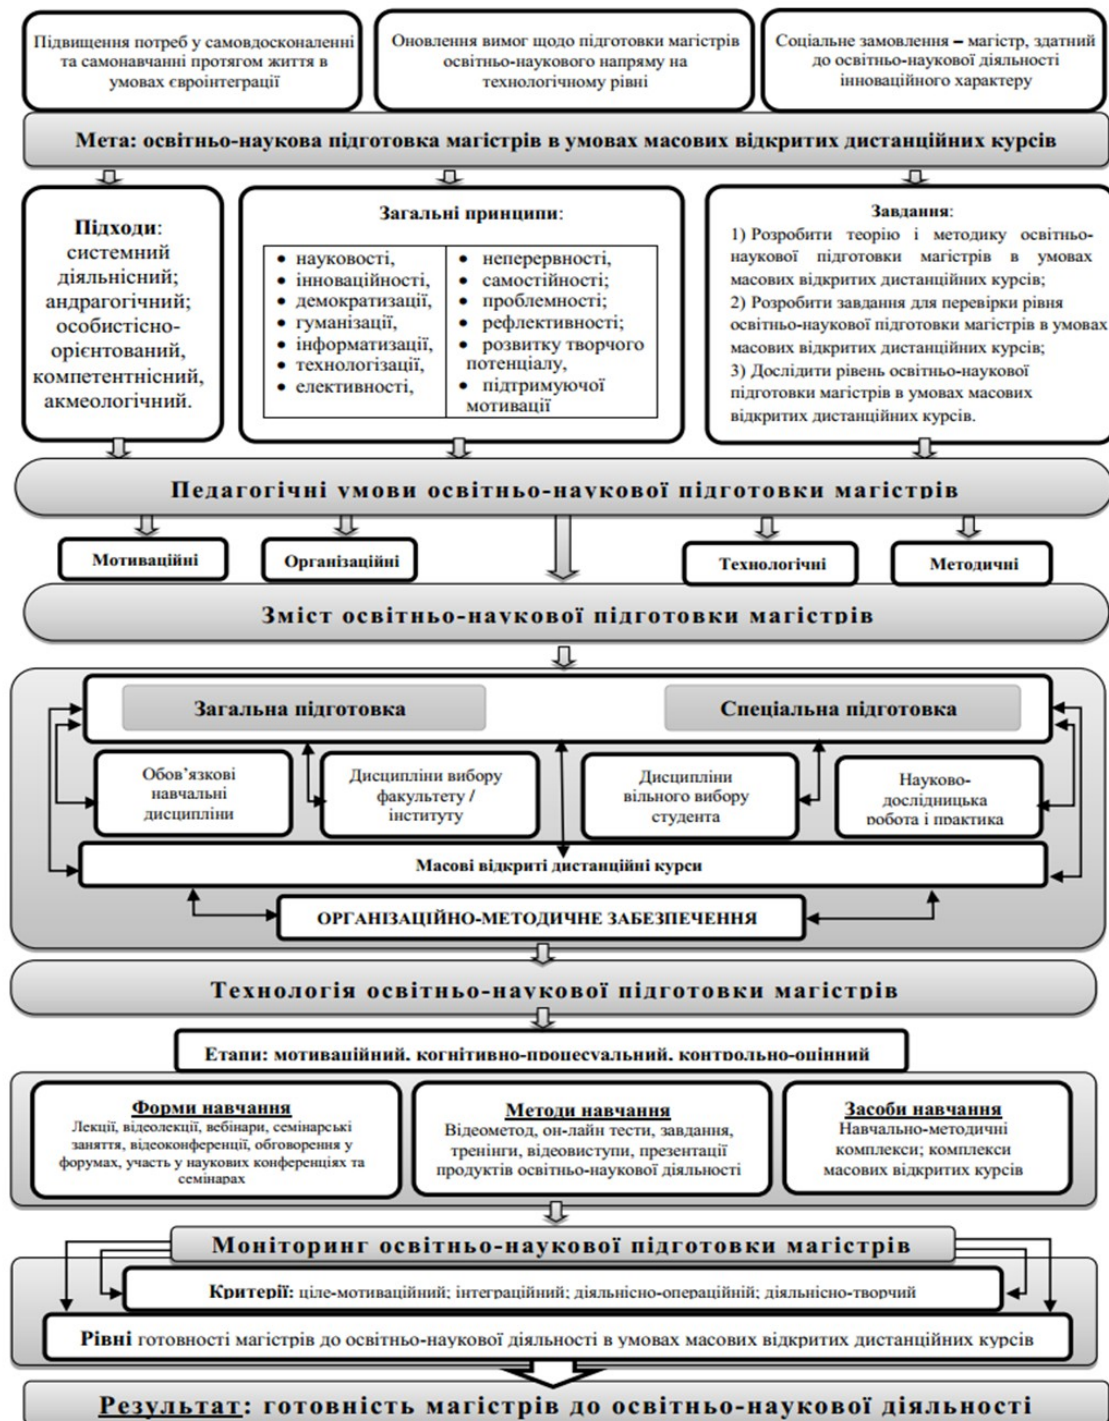 Підвищення потреб у самовдосконаленні
та самонавчанні протягом життя в
умовах євроінтеграції
Оновлення вимог щодо підготовки магістрів
освітньо-наукового напряму на
технологічному рівні
Соціальне замовлення – магістр, здатний
до освітньо-наукової діяльності
інноваційного характеру
Мета: освітньо-наукова підготовка магістрів в умовах масових відкритих дистанційних курсів
Підходи:
системний
діяльнісний;
андрагогічний;
особистісно-
орієнтований,
компетентнісний,
акмеологічний.
Загальні принципи:
• науковості,
• інноваційності,
• демократизації,
• гуманізації,
• інформатизації,
• технологізації,
• елективності,
• неперервності,
• самостійності;
• проблемності;
• рефлективності;
• розвитку творчого
потенціалу,
• підтримуючої
мотивації
Завдання:
1) Розробити теорію і методику освітньо-
наукової підготовки магістрів в умовах
масових відкритих дистанційних курсів;
2) Розробити завдання для перевірки рівня
освітньо-наукової підготовки магістрів в умовах
масових відкритих дистанційних курсів;
3) Дослідити рівень освітньо-наукової
підготовки магістрів в умовах масових
відкритих дистанційних курсів.
Педагогічні умови освітньо-наукової підготовки магістрів
Мотиваційні
Організаційні
Технологічні
Методичні
Зміст освітньо-наукової підготовки магістрів
Загальна підготовка
Спеціальна підготовка
Обов’язкові
навчальні
дисципліни
Дисципліни вибору
факультету /
інституту
Дисципліни
вільного вибору
студента
Науково-
дослідницька
робота і практика
Масові відкриті дистанційні курси
ОРГАНІЗАЦІЙНО-МЕТОДИЧНЕ ЗАБЕЗПЕЧЕННЯ
Технологія освітньо-наукової підготовки магістрів
Етапи: мотиваційний, когнітивно-процесуальний, контрольно-оцінний
Форми навчання
Лекції, відеолекції, вебінари, семінарські
заняття, відеоконференції, обговорення у
форумах, участь у наукових конференціях та
семінарах
Методи навчання
Відеометод, он-лайн тести, завдання,
тренінги, відеовиступи, презентації
продуктів освітньо-наукової діяльності
Засоби навчання
Навчально-методичні
комплекси; комплекси
масових відкритих курсів
Моніторинг освітньо-наукової підготовки магістрів
Критерії: ціле-мотиваційний; інтеграційний; діяльнісно-операційній; діяльнісно-творчий
Рівні готовності магістрів до освітньо-наукової діяльності в умовах масових відкритих дистанційних курсів
Результат: готовність магістрів до освітньо-наукової діяльності